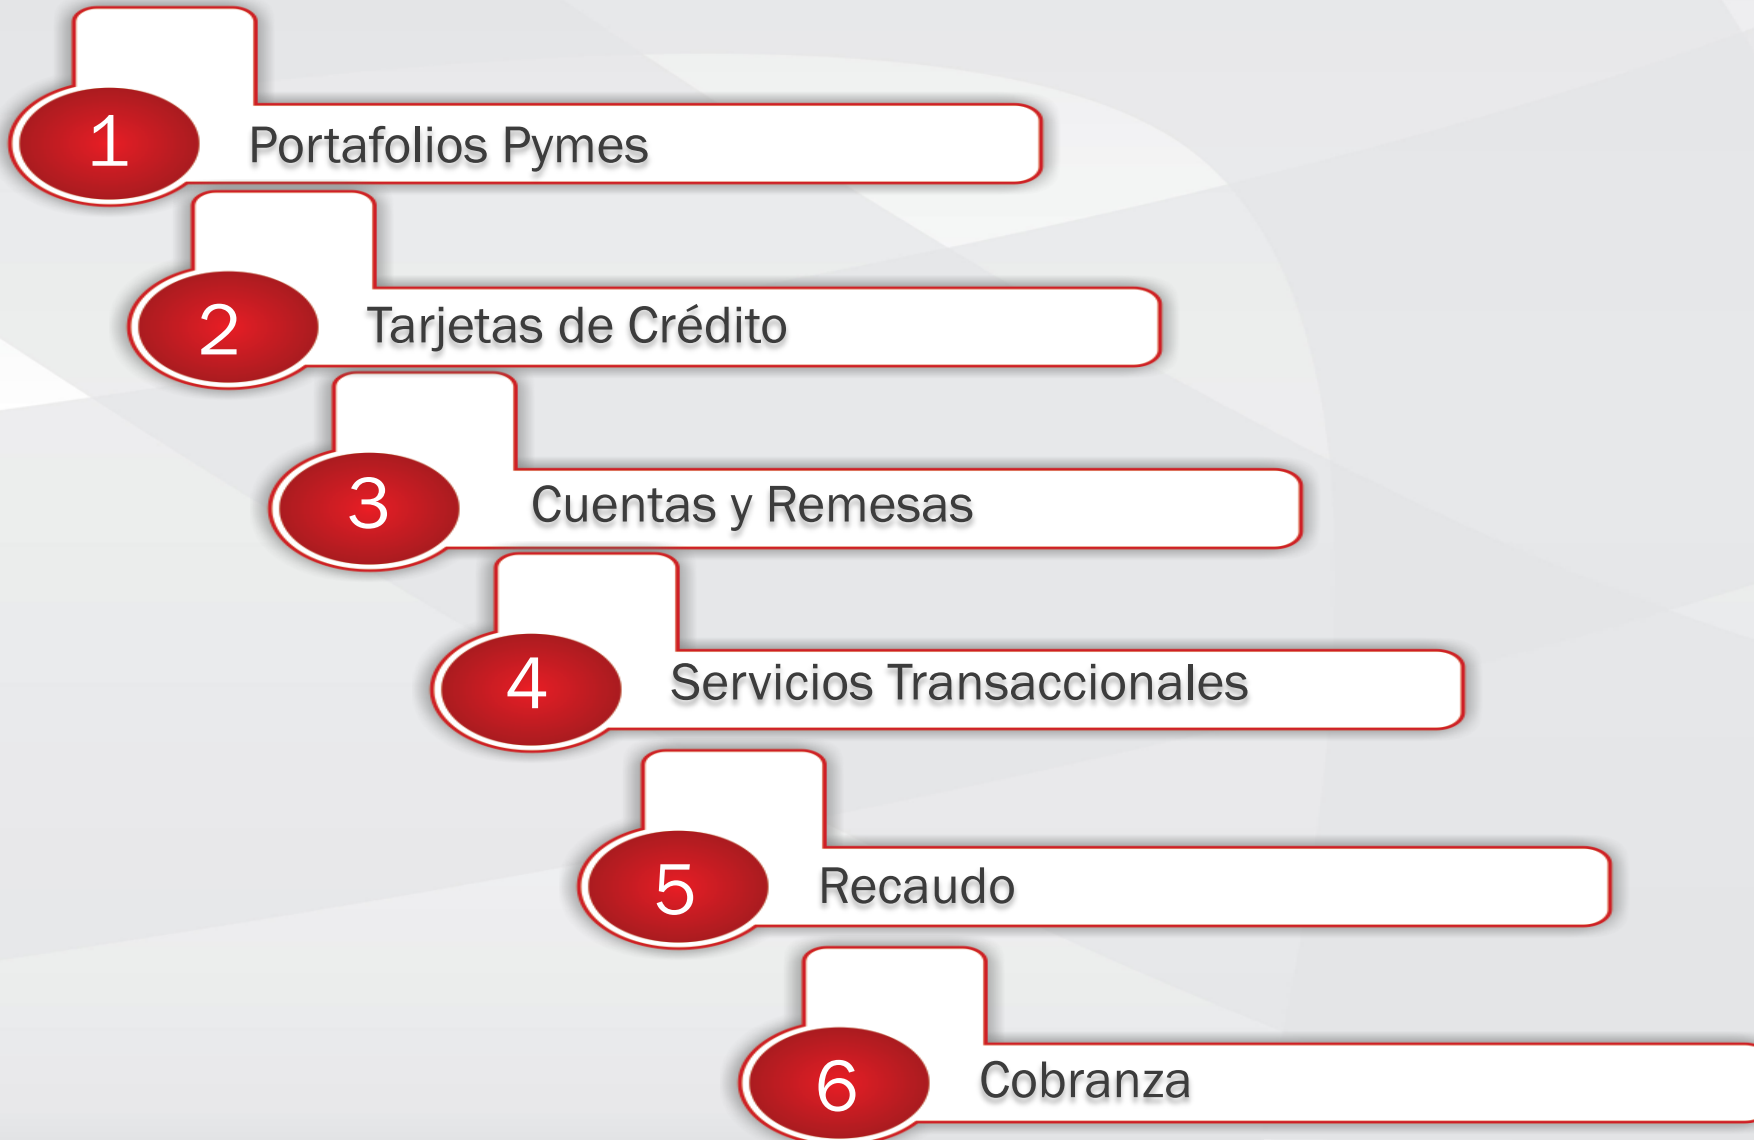 1 Portafolios Pymes
2 Tarjetas de Crédito
3 Cuentas y Remesas
4 Servicios Transaccionales
5 Recaudo
6 Cobranza